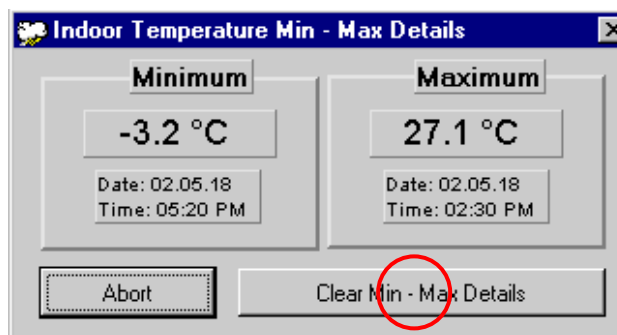 Indoor Temperature Min - Max Details
Minimum
-3.2 °C
Date: 02.05.18
Time: 05:20 PM
Maximum
27.1 °C
Date: 02.05.18
Time: 02:30 PM
Abort
Clear Min - Max Details